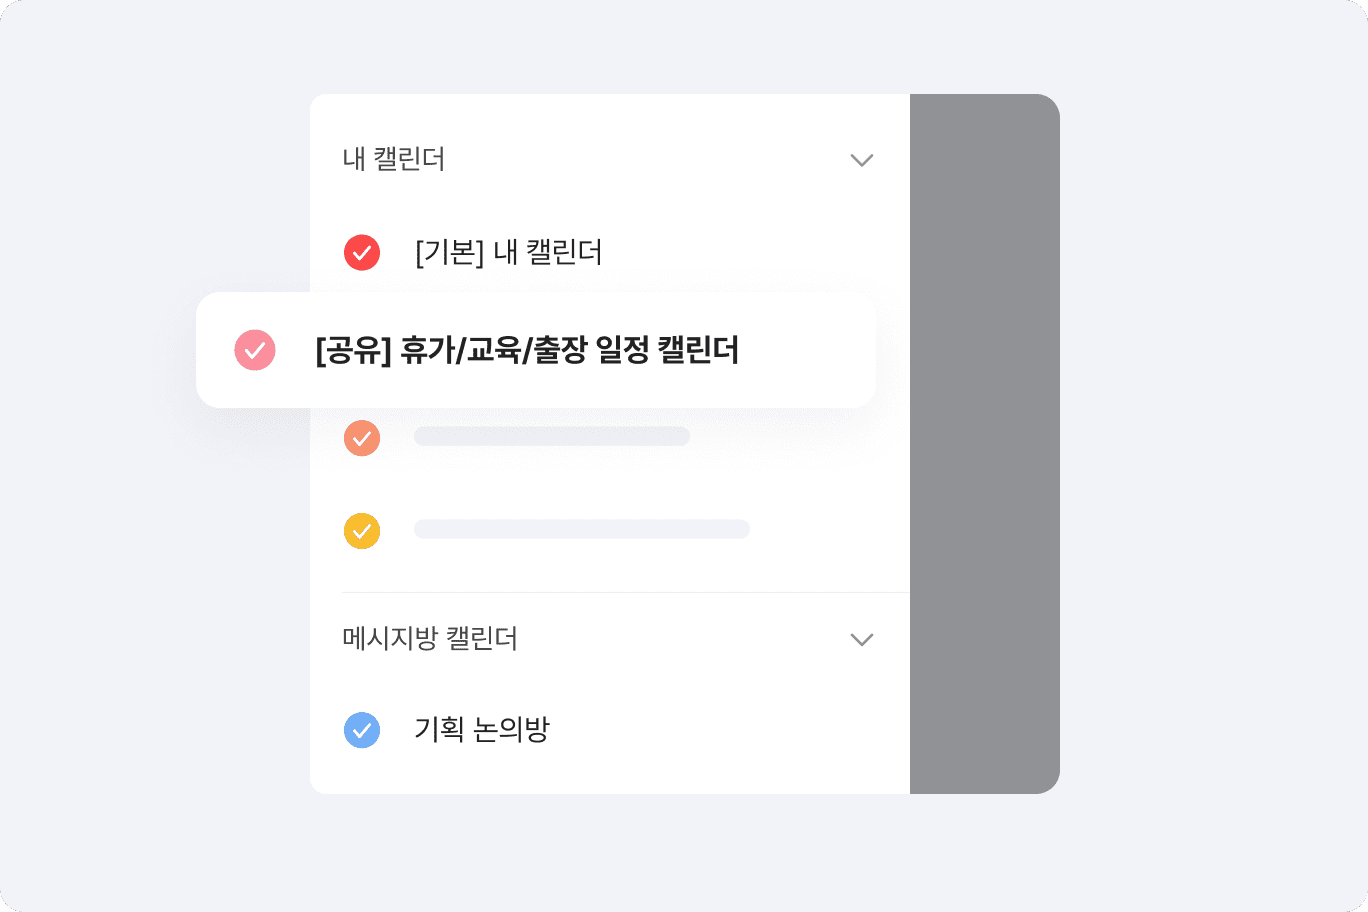 내 캘린더
[기본] 내 캘린더
[공유] 휴가/교육/출장 일정 캘린더
메시지방 캘린더
기획 논의방